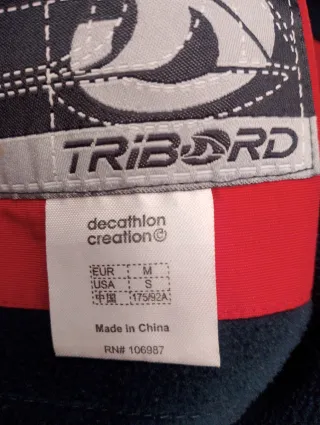 TRIBORD
decathlon
creation©
EUR M
USA S
中国 175/92A
Made in China
RN# 106987